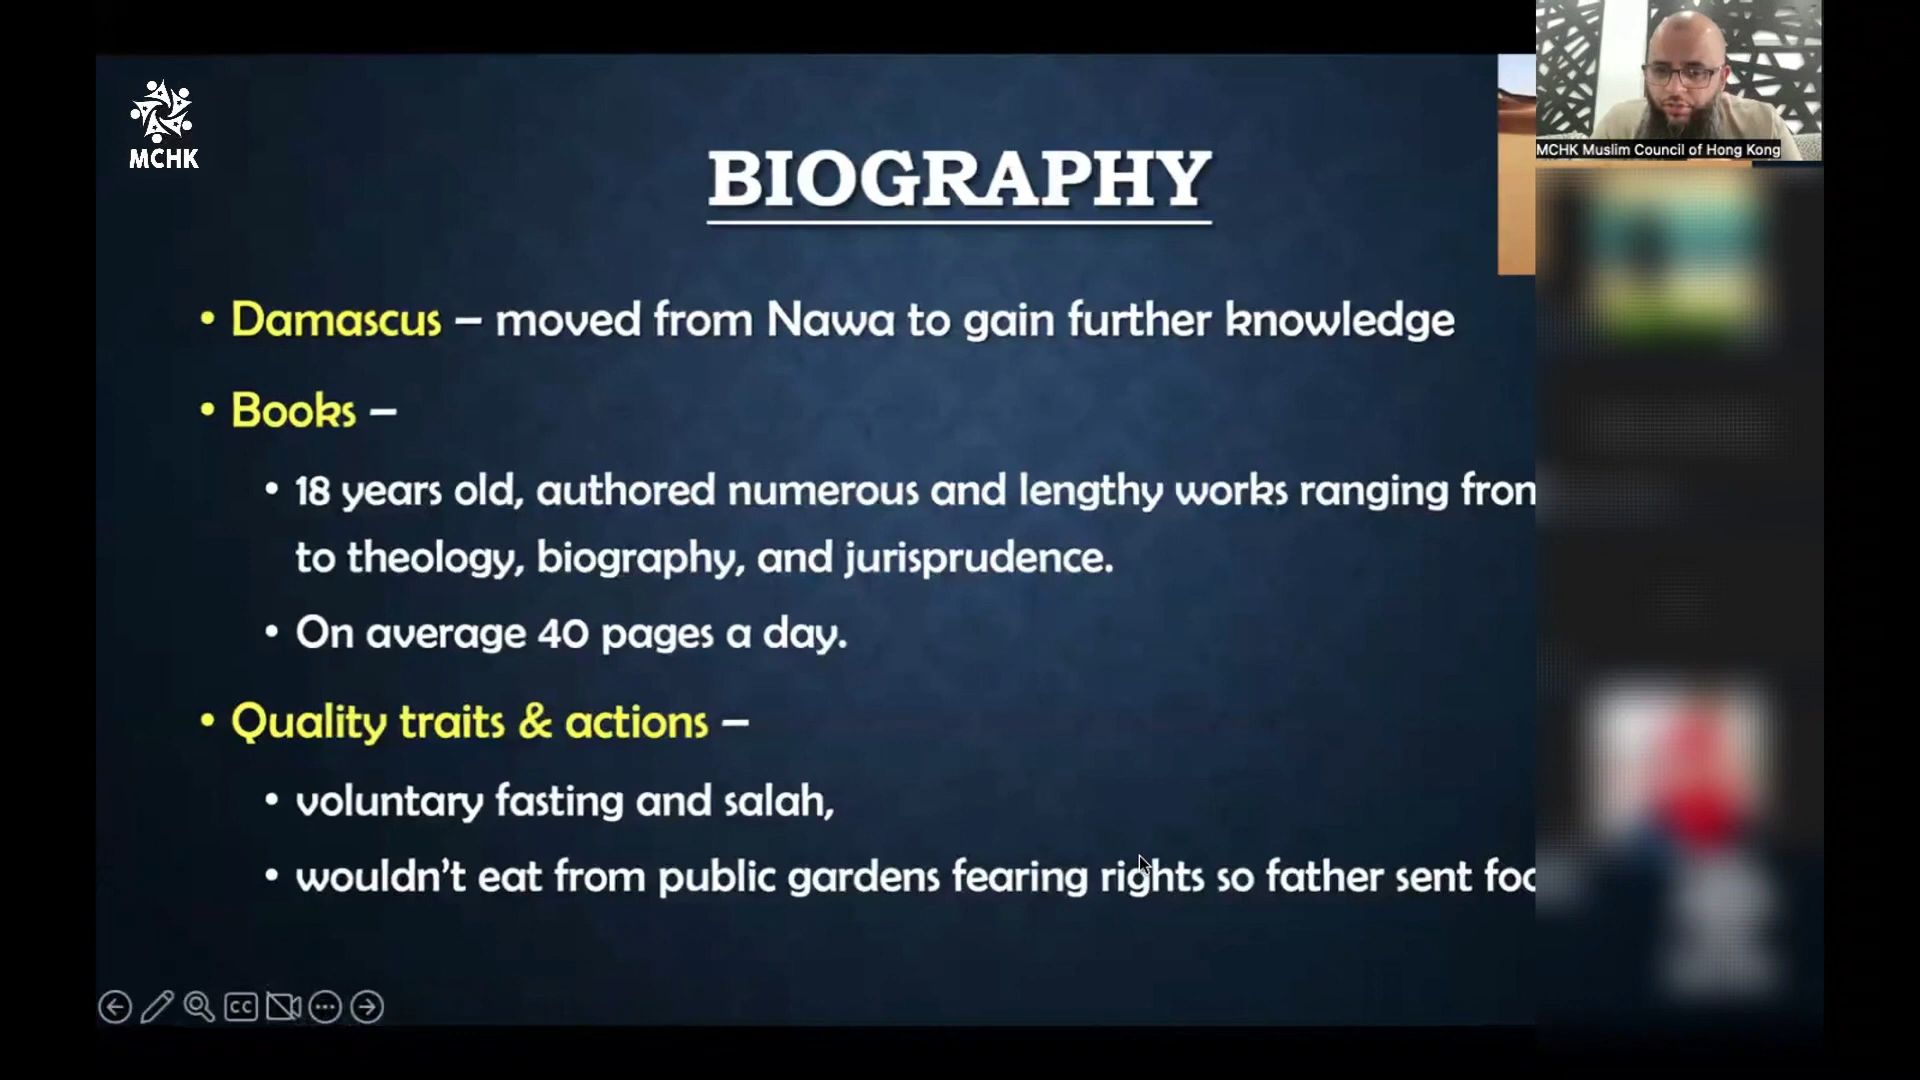 MCHK
MCHK Muslim Council of Hong Kong
BIOGRAPHY
• Damascus – moved from Nawa to gain further knowledge
• Books –
• 18 years old, authored numerous and lengthy works ranging
to theology, biography, and jurisprudence.
• On average 40 pages a day.
• Quality traits & actions –
• voluntary fasting and salah,
• wouldn't eat from public gardens fearing rights so father sent
CC